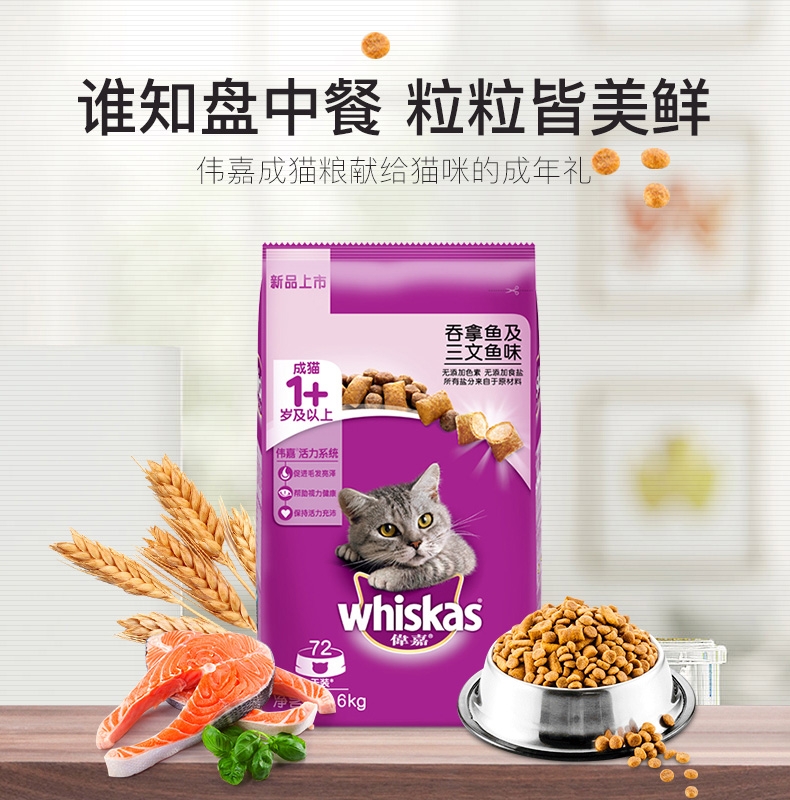 谁知盘中餐 粒粒皆美鲜
伟嘉成猫粮献给猫咪的成年礼
新品上市
吞拿鱼及
三文鱼味
无添加色素 无添加食盐
所有盐分来自于原材料
成猫
1+
岁及以上
伟嘉®活力系统
促进毛发亮泽
帮助视力健康
保持活力充沛
whiskas®
偉嘉®
72
6kg